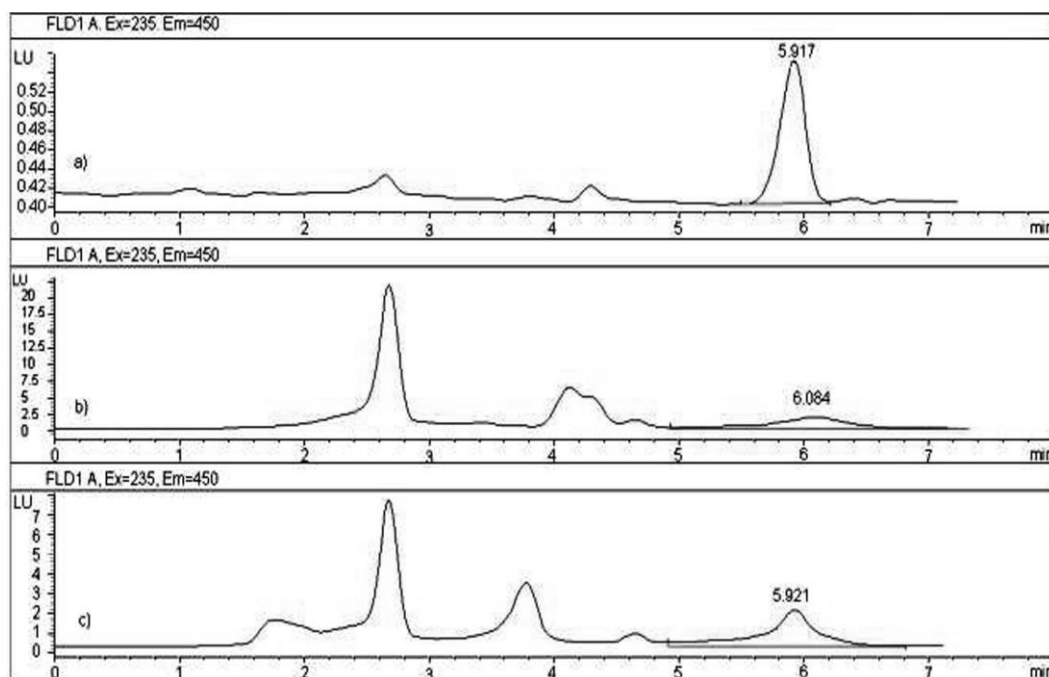 FLD1 A. Ex=235. Em=450
LU
5.917
0.52
0.50
0.48
0.46
0.44
a)
0.42
0.40
0 1 2 3 4 5 6 7 min
FLD1 A, Ex=235, Em=450
LU
20
17.5
15
12.5
10
7.5
5
6.084
2.5
b)
0
0 1 2 3 4 5 6 7 min
FLD1 A, Ex=235, Em=450
LU
7
6
5
4
3
5.921
2
1
c)
0
0 1 2 3 4 5 6 7 min